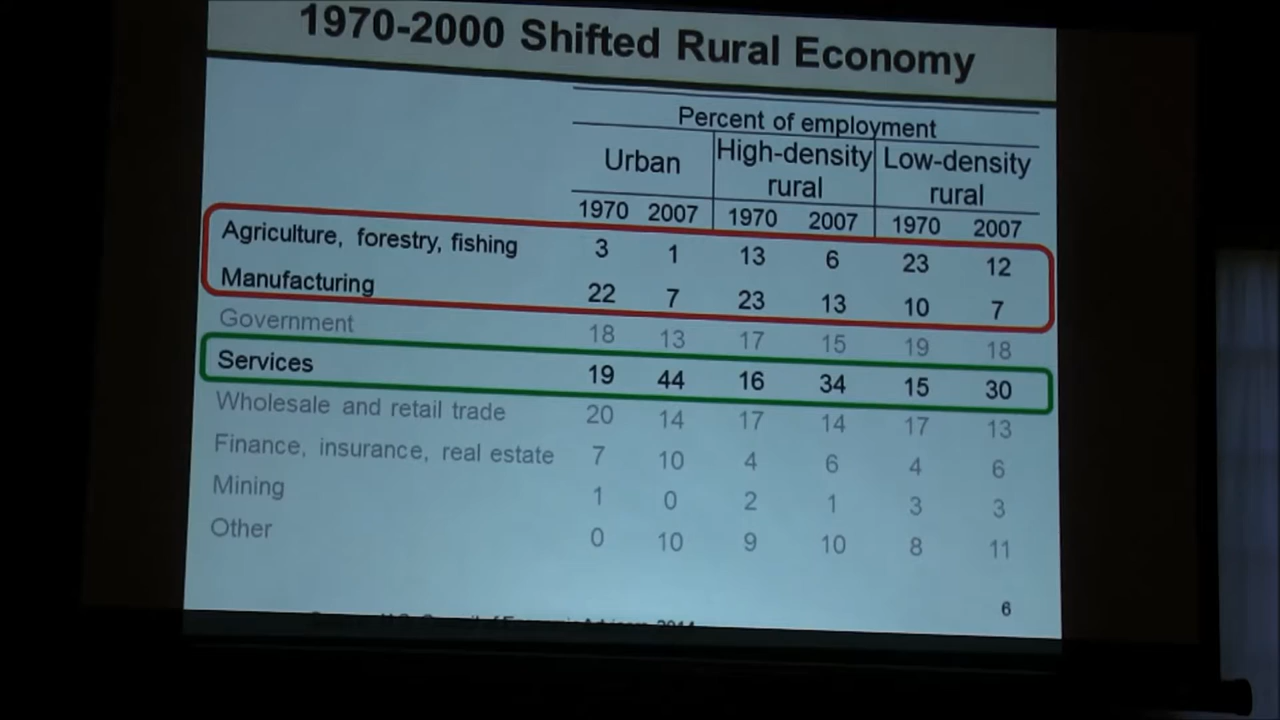 1970-2000 Shifted Rural Economy
Percent of employment
Urban High-density rural Low-density rural
1970 2007 1970 2007 1970 2007
Agriculture, forestry, fishing 3 1 13 6 23 12
Manufacturing 22 7 23 13 10 7
Government 18 13 17 15 19 18
Services 19 44 16 34 15 30
Wholesale and retail trade 20 14 17 14 17 13
Finance, insurance, real estate 7 10 4 6 4 6
Mining 1 0 2 1 3 3
Other 0 10 9 10 8 11
6